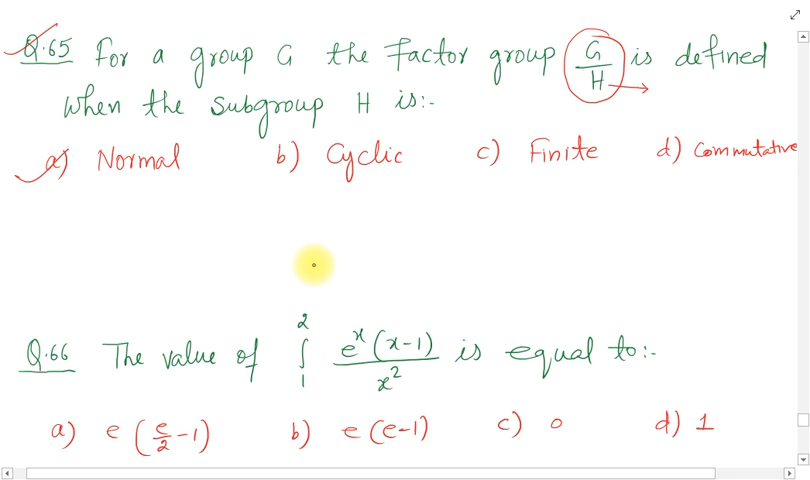 Q.65 For a group G the Factor group G/H is defined
when the subgroup H is:-
a) Normal b) Cyclic c) Finite d) Commutative
Q.66 The value of ∫₁² eˣ(x-1)/x² is equal to:-
a) e(e/2-1) b) e(e-1) c) 0 d) 1